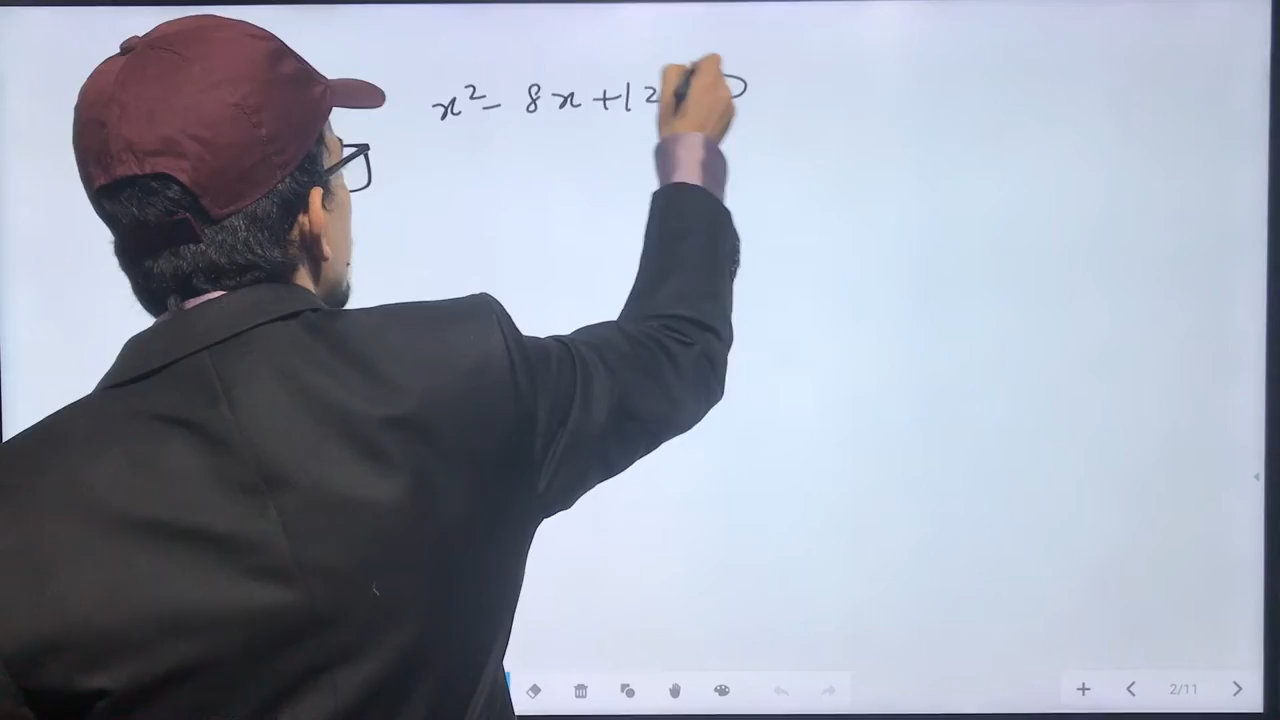 x² - 8x + 12
2/11